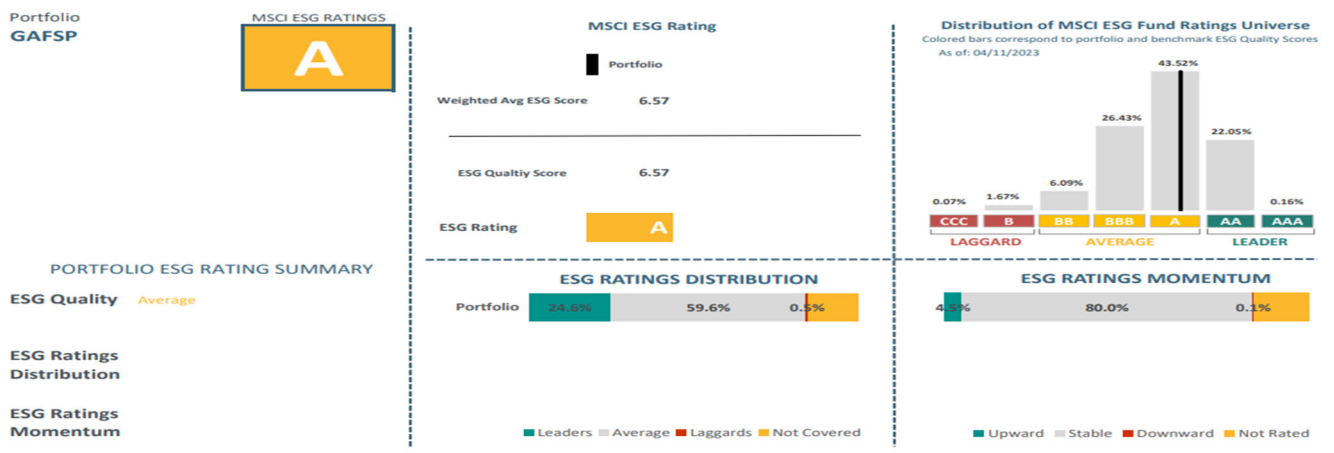 Portfolio
GAFSP
MSCI ESG RATINGS
A
PORTFOLIO ESG RATING SUMMARY
ESG Quality Average
ESG Ratings
Distribution
ESG Ratings
Momentum
MSCI ESG Rating
Portfolio
Weighted Avg ESG Score 6.57
ESG Qualtiy Score 6.57
ESG Rating A
Distribution of MSCI ESG Fund Ratings Universe
Colored bars correspond to portfolio and benchmark ESG Quality Scores
As of: 04/11/2023
43.52%
26.43%
22.05%
6.09%
0.07% 1.67% 0.16%
CCC B BB BBB A AA AAA
LAGGARD AVERAGE LEADER
ESG RATINGS DISTRIBUTION
Portfolio 24.6% 59.6% 0.5%
Leaders Average Laggards Not Covered
ESG RATINGS MOMENTUM
4.5% 80.0% 0.1%
Upward Stable Downward Not Rated